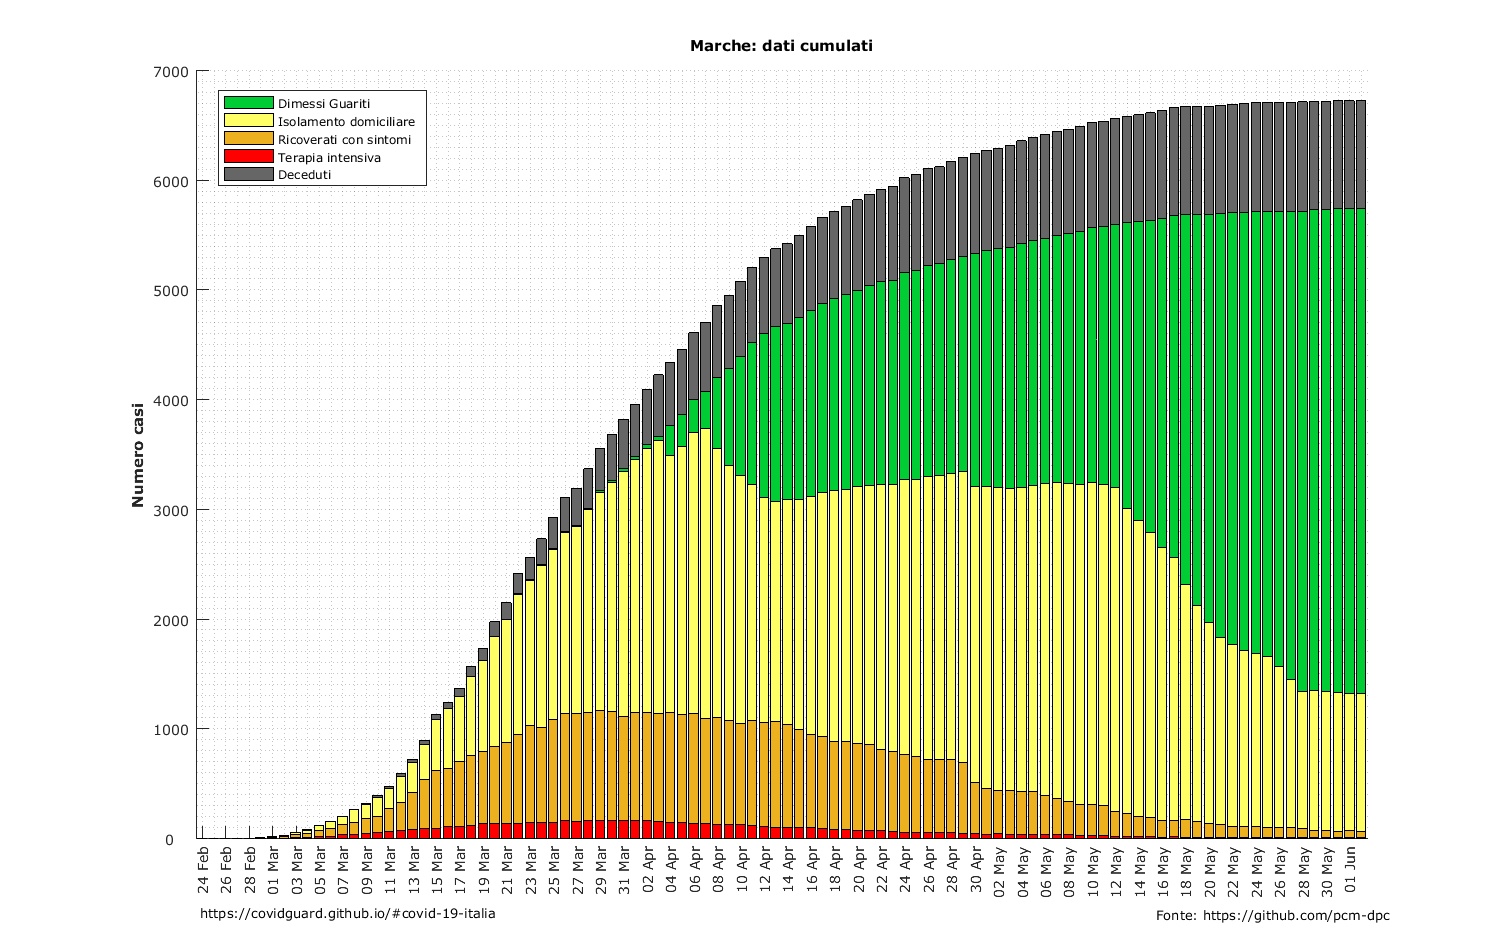 Marche: dati cumulati
7000
6000
5000
4000
3000
2000
1000
0
Numero casi
Dimessi Guariti
Isolamento domiciliare
Ricoverati con sintomi
Terapia intensiva
Deceduti
24 Feb
26 Feb
28 Feb
01 Mar
03 Mar
05 Mar
07 Mar
09 Mar
11 Mar
13 Mar
15 Mar
17 Mar
19 Mar
21 Mar
23 Mar
25 Mar
27 Mar
29 Mar
31 Mar
02 Apr
04 Apr
06 Apr
08 Apr
10 Apr
12 Apr
14 Apr
16 Apr
18 Apr
20 Apr
22 Apr
24 Apr
26 Apr
28 Apr
30 Apr
02 May
04 May
06 May
08 May
10 May
12 May
14 May
16 May
18 May
20 May
22 May
24 May
26 May
28 May
30 May
01 Jun
https://covidguard.github.io/#covid-19-italia
Fonte: https://github.com/pcm-dpc